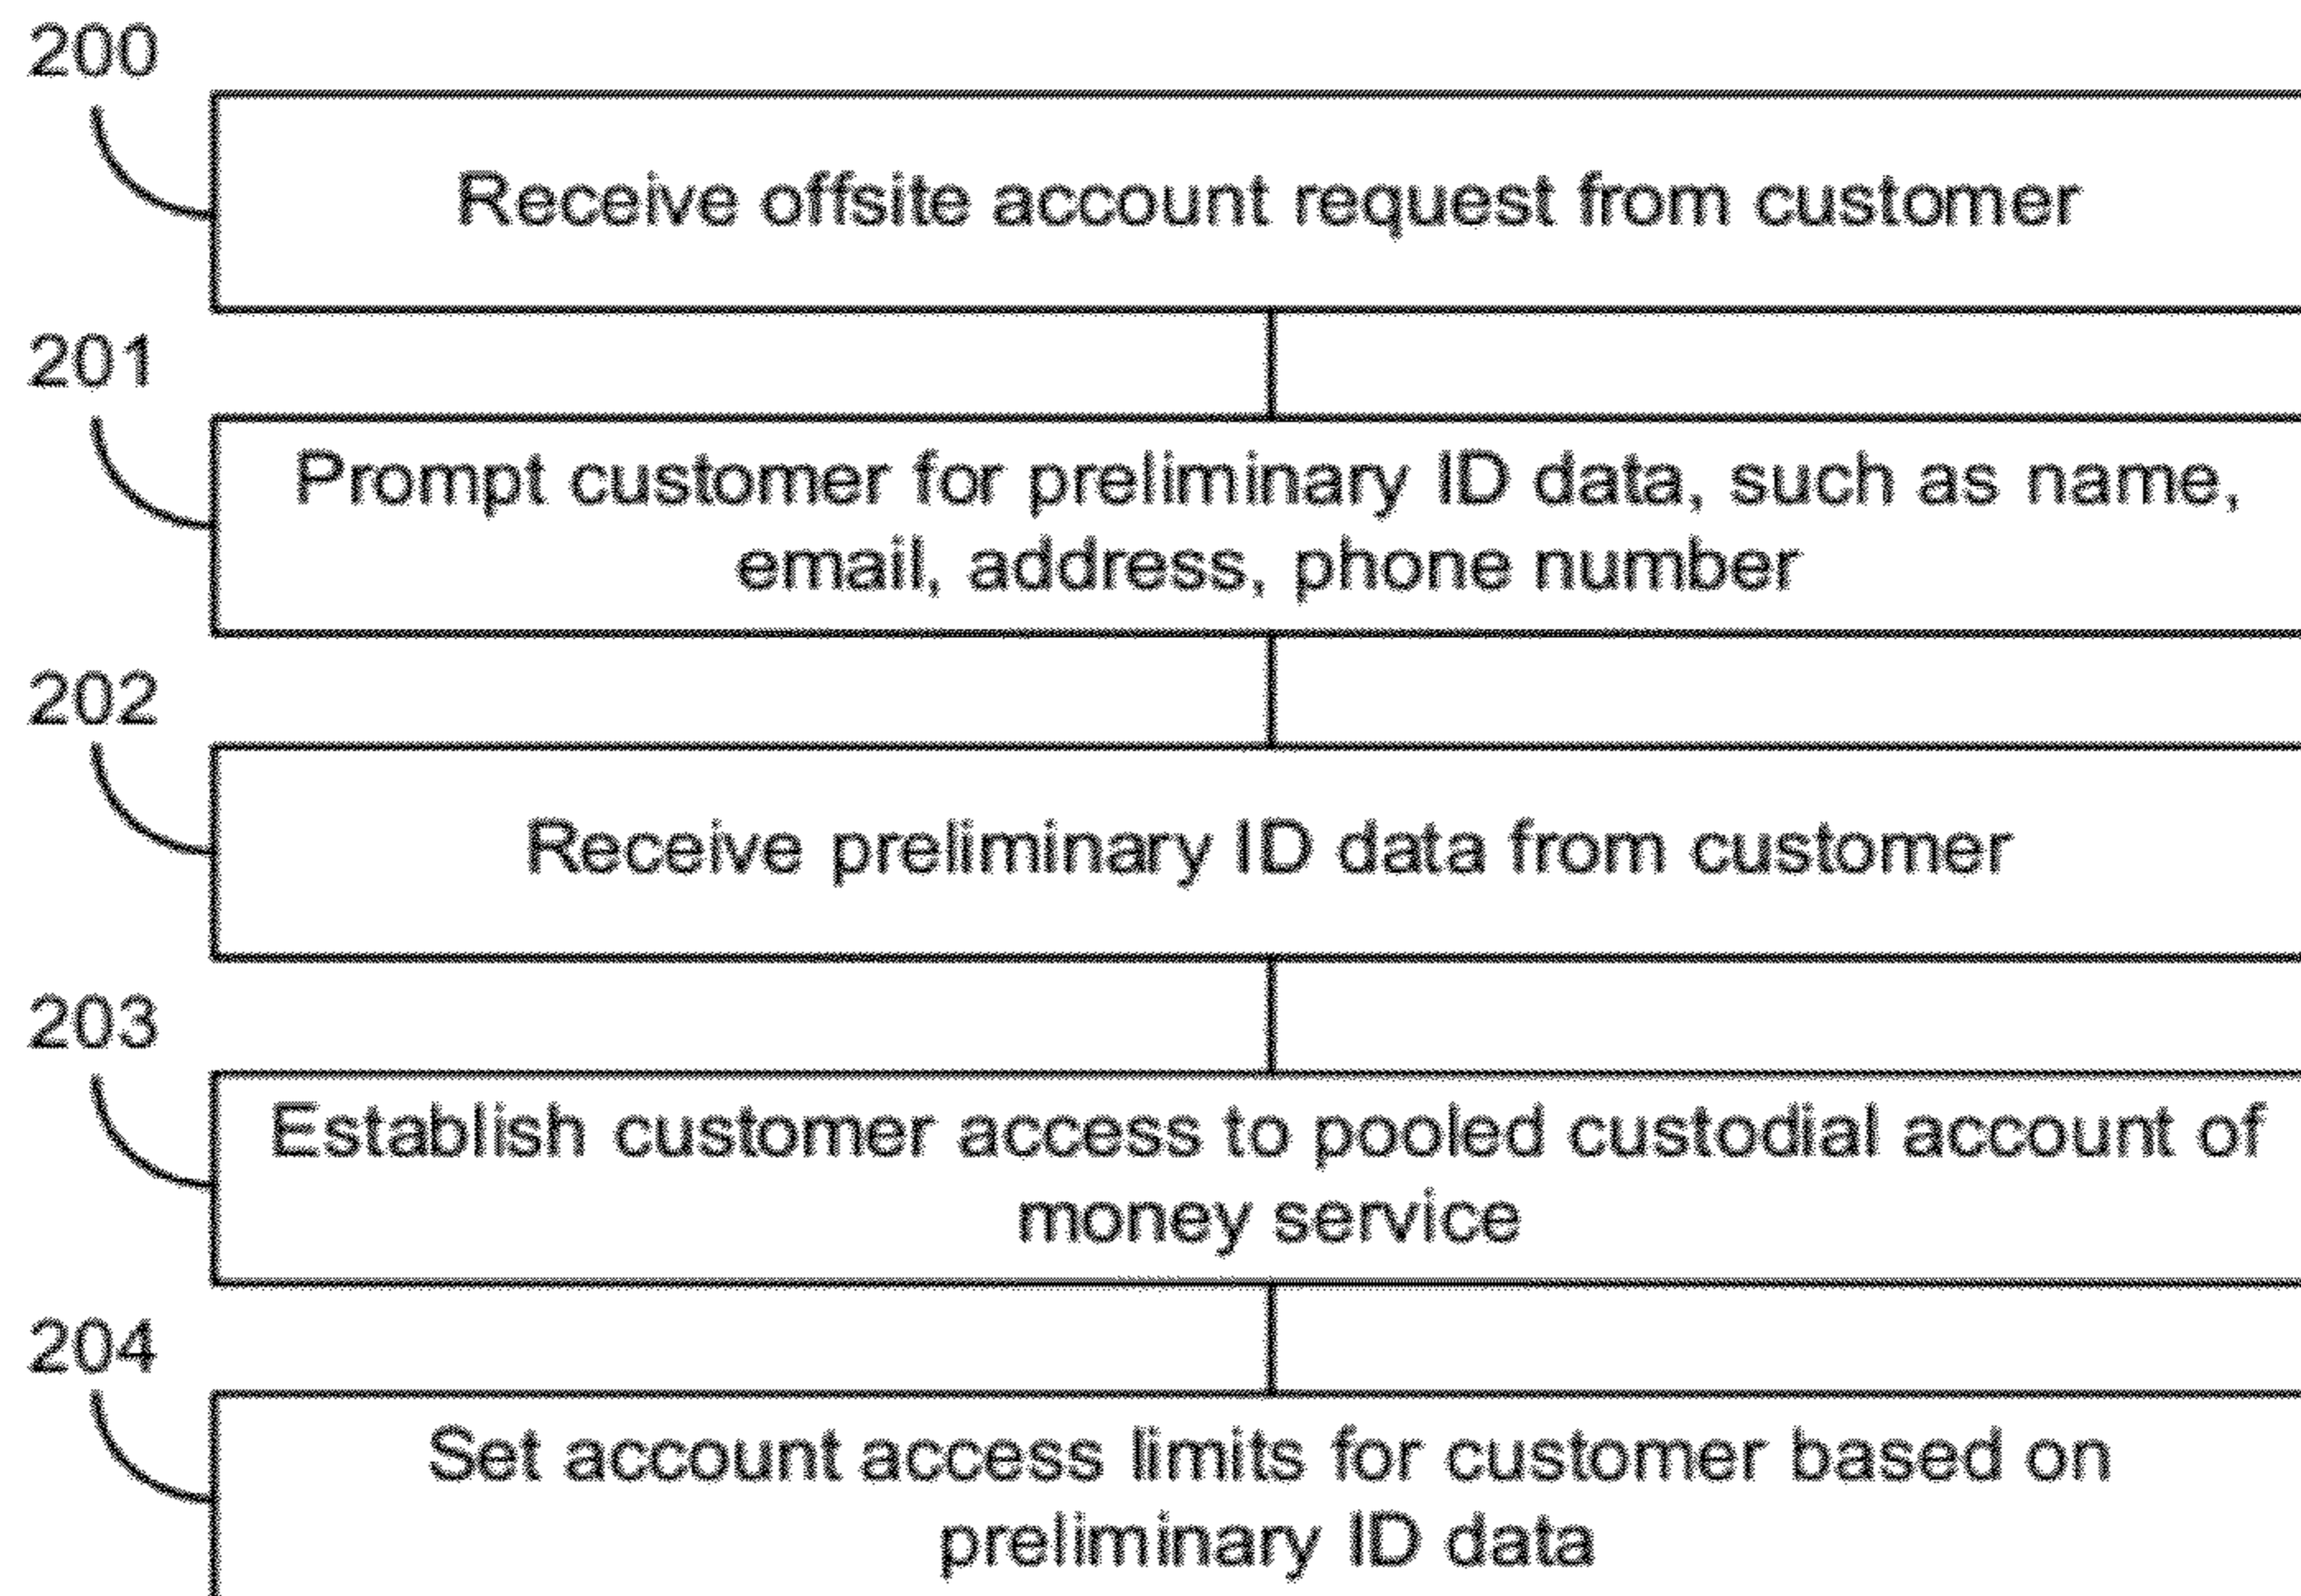 200
Receive offsite account request from customer
201
Prompt customer for preliminary ID data, such as name,
email, address, phone number
202
Receive preliminary ID data from customer
203
Establish customer access to pooled custodial account of
money service
204
Set account access limits for customer based on
preliminary ID data